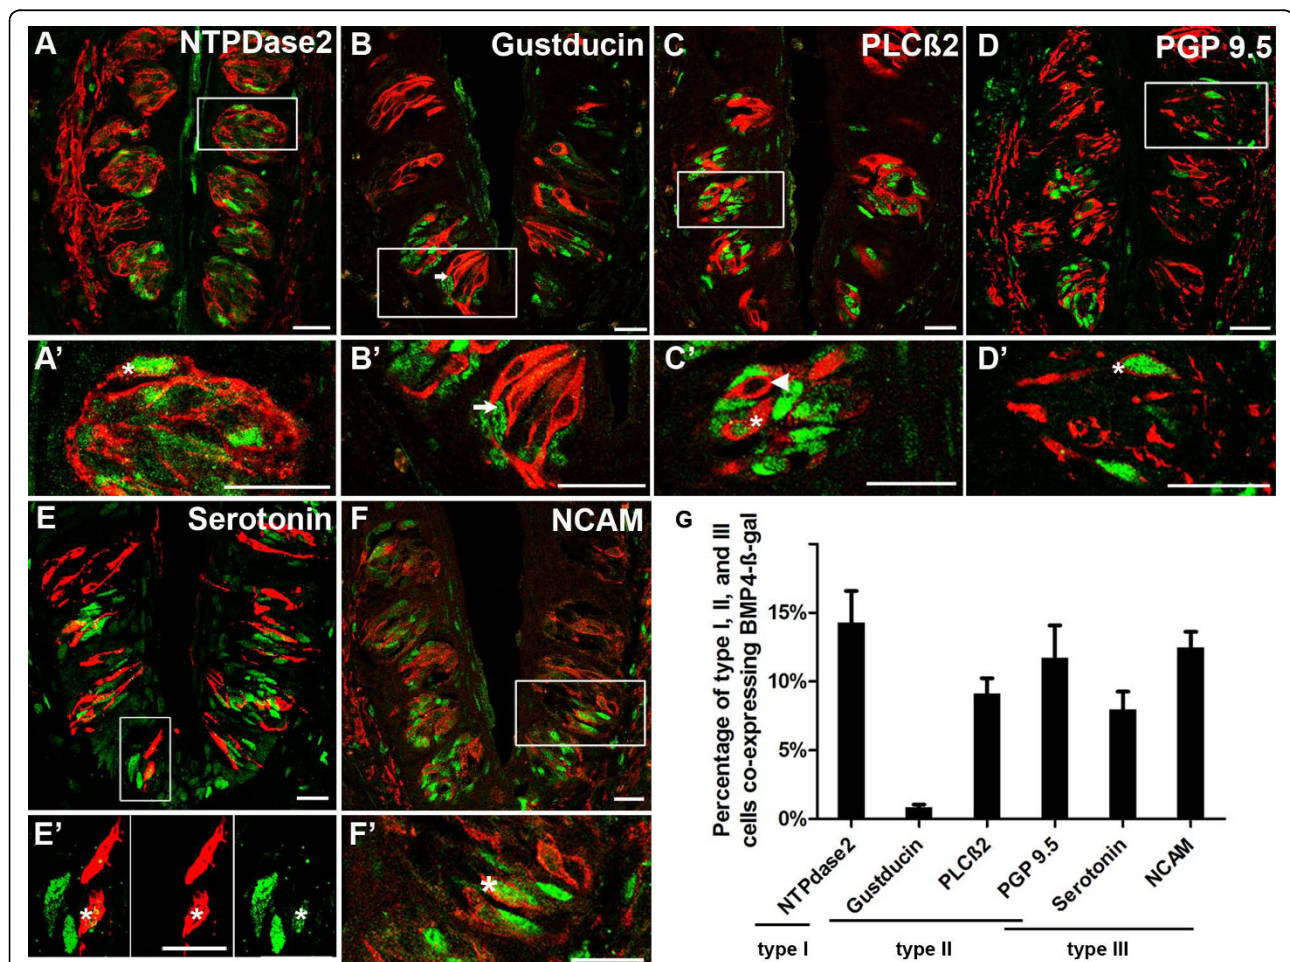 A NTPDase2
B Gustducin
C PLCß2
D PGP 9.5
A’
*
B’
C’
*
D’
*
E Serotonin
F NCAM
E’
* * *
F’
*
G
Percentage of type I, II, and III
cells co-expressing BMP4-ß-gal
15%
10%
5%
0%
NTPdase2
Gustducin
PLCß2
PGP 9.5
Serotonin
NCAM
type I
type II
type III